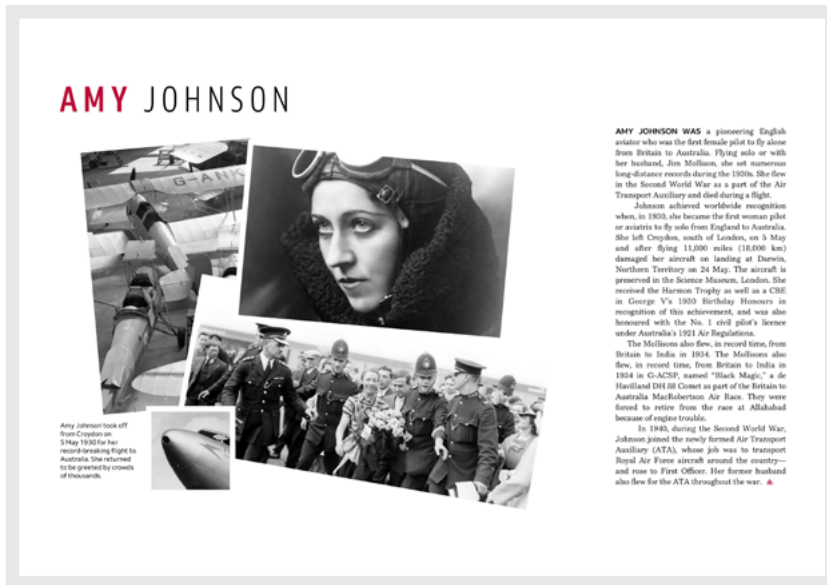 AMY JOHNSON
G-ANK
Amy Johnson took off
from Croydon on
5 May 1930 for her
record-breaking flight to
Australia. She returned
to be greeted by crowds
of thousands.
AMY JOHNSON WAS a pioneering English
aviator who was the first female pilot to fly alone
from Britain to Australia. Flying solo or with
her husband, Jim Mollison, she set numerous
long-distance records during the 1930s. She flew
in the Second World War as a part of the Air
Transport Auxiliary and died during a flight.
Johnson achieved worldwide recognition
when, in 1930, she became the first woman pilot
or aviatrix to fly solo from England to Australia.
She left Croydon, south of London, on 5 May
and after flying 11,000 miles (18,000 km)
damaged her aircraft on landing at Darwin,
Northern Territory on 24 May. The aircraft is
preserved in the Science Museum, London. She
received the Harmon Trophy as well as a CBE
in George V's 1930 Birthday Honours in
recognition of this achievement, and was also
honoured with the No. 1 civil pilot's licence
under Australia's 1921 Air Regulations.
The Mollisons also flew, in record time, from
Britain to India in 1934. The Mollisons also
flew, in record time, from Britain to India in
1934 in G-ACSP, named "Black Magic," a de
Havilland DH.88 Comet as part of the Britain to
Australia MacRobertson Air Race. They were
forced to retire from the race at Allahabad
because of engine trouble.
In 1940, during the Second World War,
Johnson joined the newly formed Air Transport
Auxiliary (ATA), whose job was to transport
Royal Air Force aircraft around the country—
and rose to First Officer. Her former husband
also flew for the ATA throughout the war.